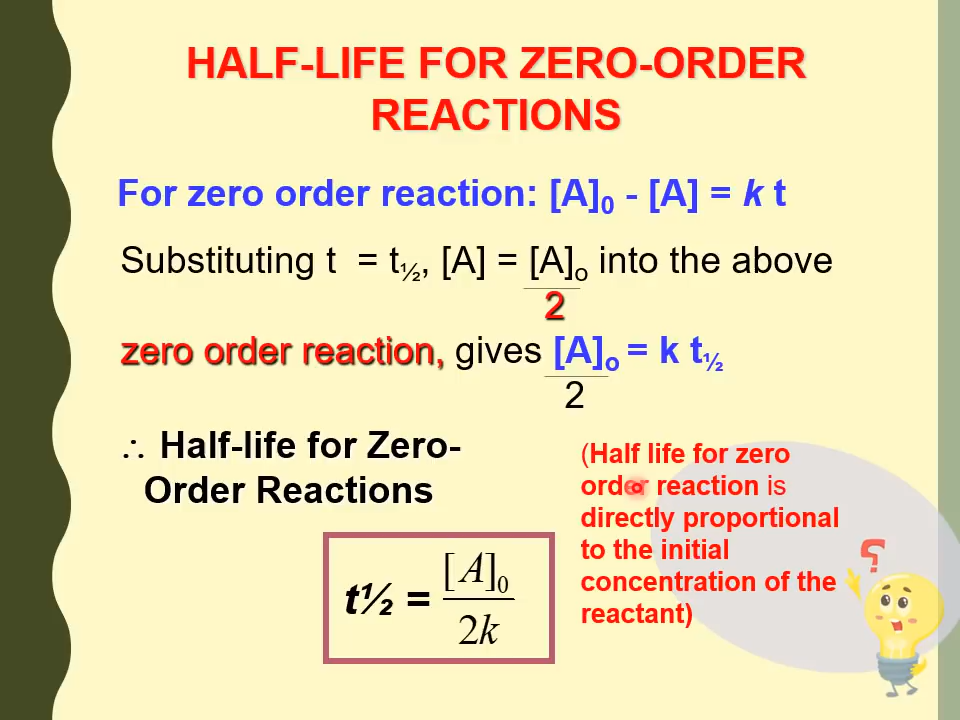 HALF-LIFE FOR ZERO-ORDER
REACTIONS
For zero order reaction: [A]₀ - [A] = k t
Substituting t = t½, [A] = [A]ₒ into the above
2
zero order reaction, gives [A]ₒ = k t½
2
∴ Half-life for Zero-
Order Reactions
t½ = [A]₀
2k
(Half life for zero
order reaction is
directly proportional
to the initial
concentration of the
reactant)
؟